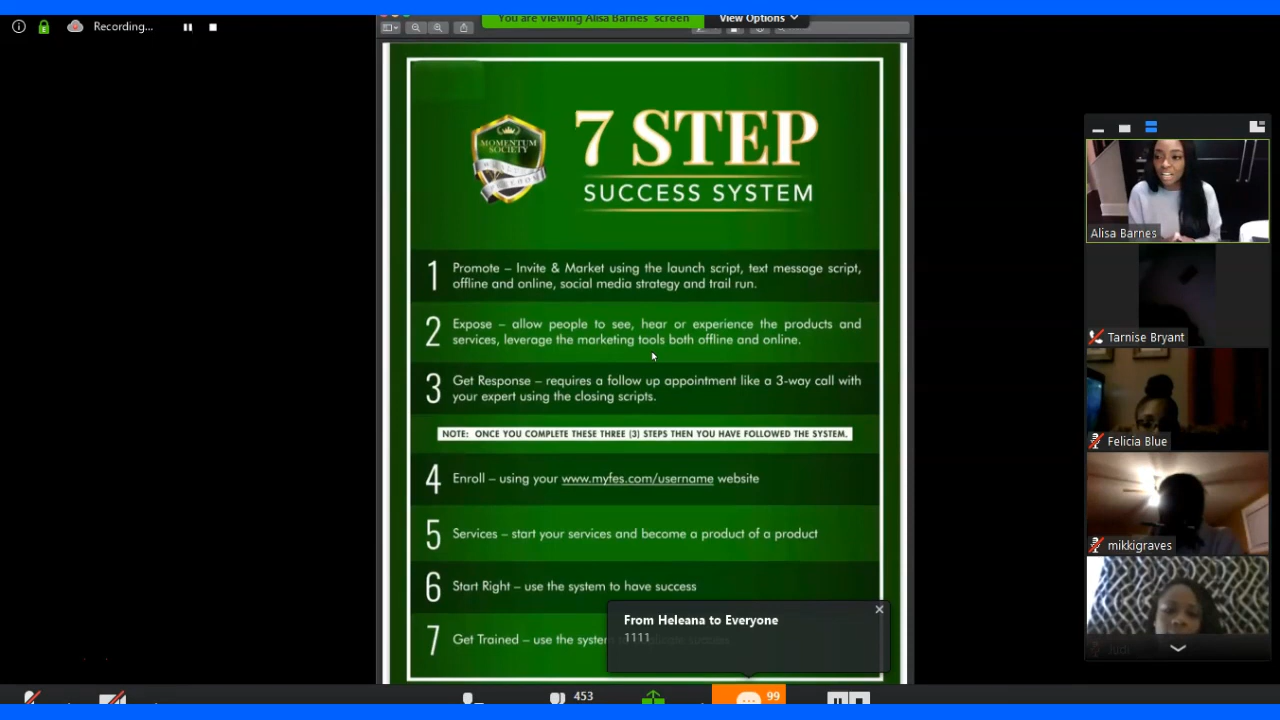 You are viewing Alisa Barnes' screen
View Options
Recording...
MOMENTUM
SOCIETY
7 STEP
SUCCESS SYSTEM
1 Promote – Invite & Market using the launch script, text message script,
offline and online, social media strategy and trail run.
2 Expose – allow people to see, hear or experience the products and
services, leverage the marketing tools both offline and online.
3 Get Response – requires a follow up appointment like a 3-way call with
your expert using the closing scripts.
NOTE: ONCE YOU COMPLETE THESE THREE (3) STEPS THEN YOU HAVE FOLLOWED THE SYSTEM.
4 Enroll – using your www.myfes.com/username website
5 Services – start your services and become a product of a product
6 Start Right – use the system to have success
7 Get Trained – use the system
From Heleana to Everyone
1111
Alisa Barnes
Tarnise Bryant
Felicia Blue
mikkigraves
Judi
453
99